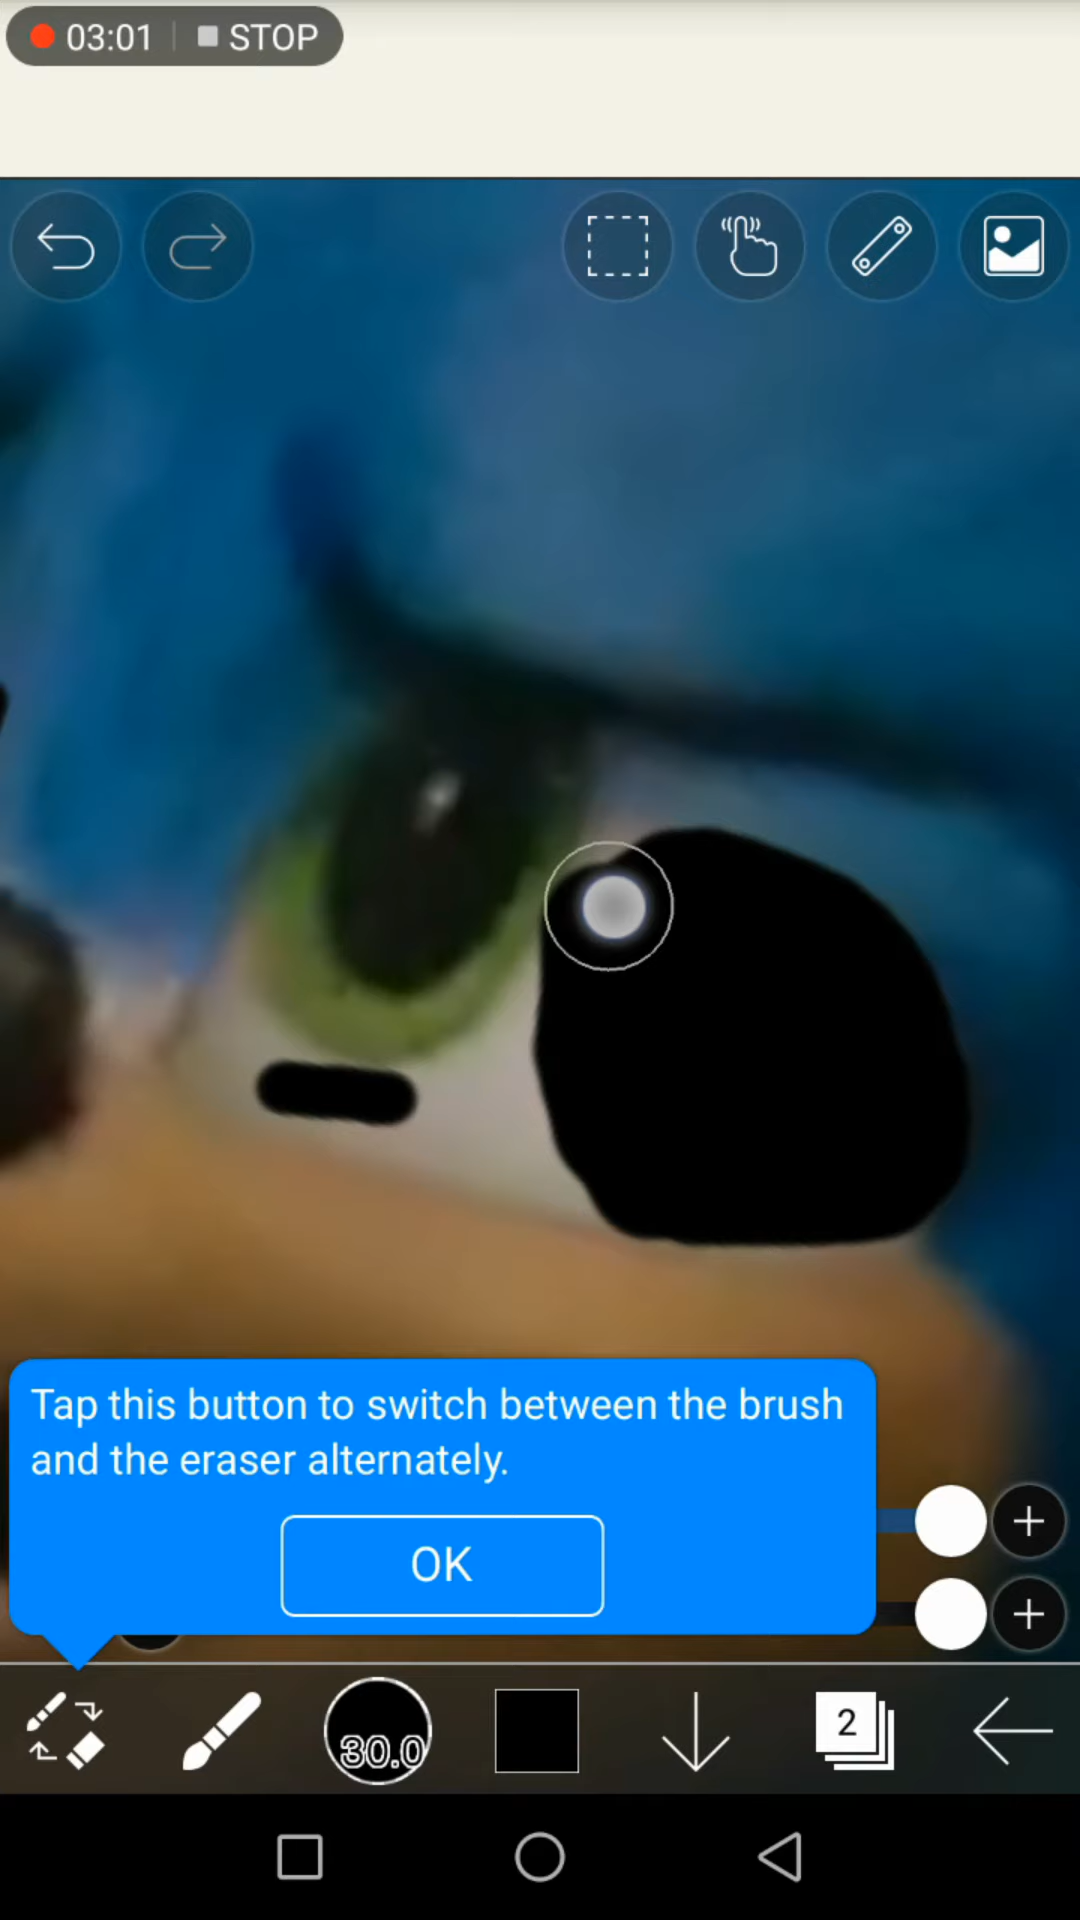 03:01
STOP
Tap this button to switch between the brush
and the eraser alternately.
OK
30.0
2